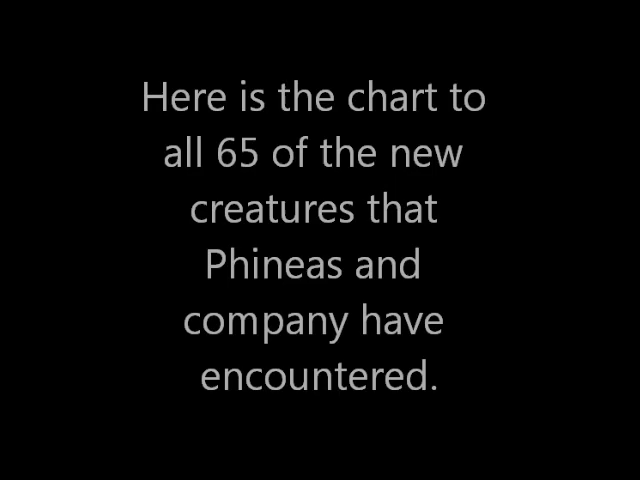 Here is the chart to
all 65 of the new
creatures that
Phineas and
company have
encountered.